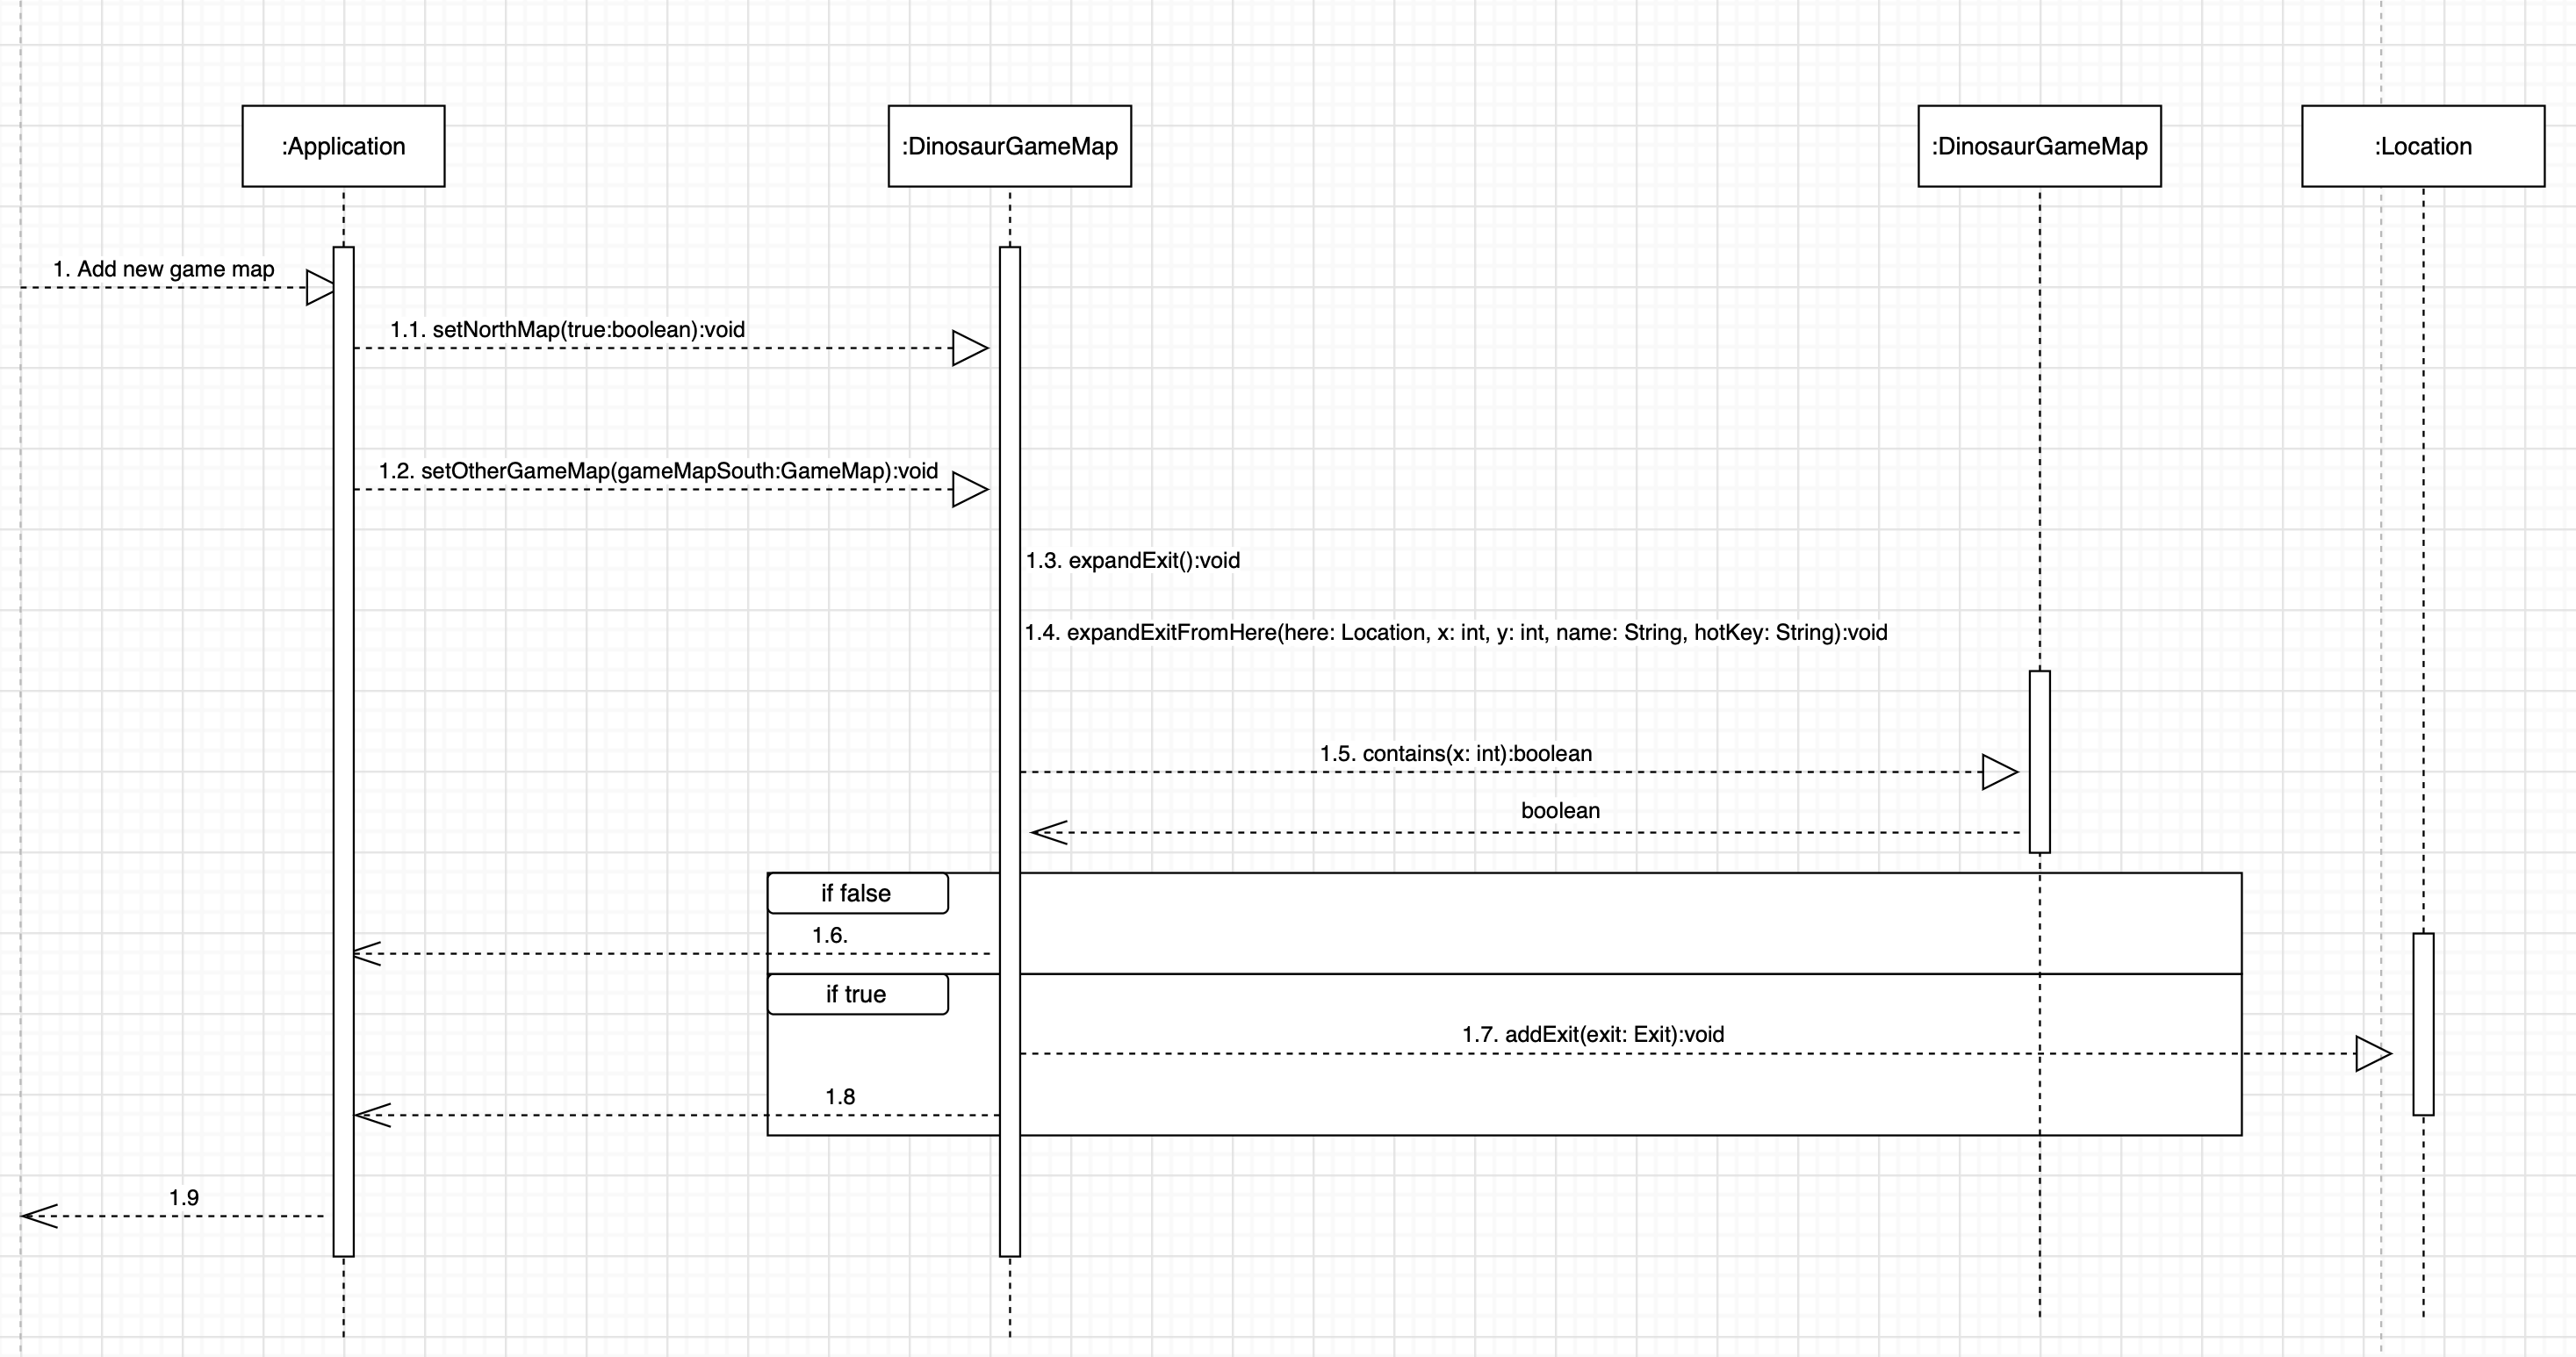 :Application
:DinosaurGameMap
:DinosaurGameMap
:Location
1. Add new game map
1.1. setNorthMap(true:boolean):void
1.2. setOtherGameMap(gameMapSouth:GameMap):void
1.3. expandExit():void
1.4. expandExitFromHere(here: Location, x: int, y: int, name: String, hotKey: String):void
1.5. contains(x: int):boolean
boolean
if false
1.6.
if true
1.7. addExit(exit: Exit):void
1.8
1.9